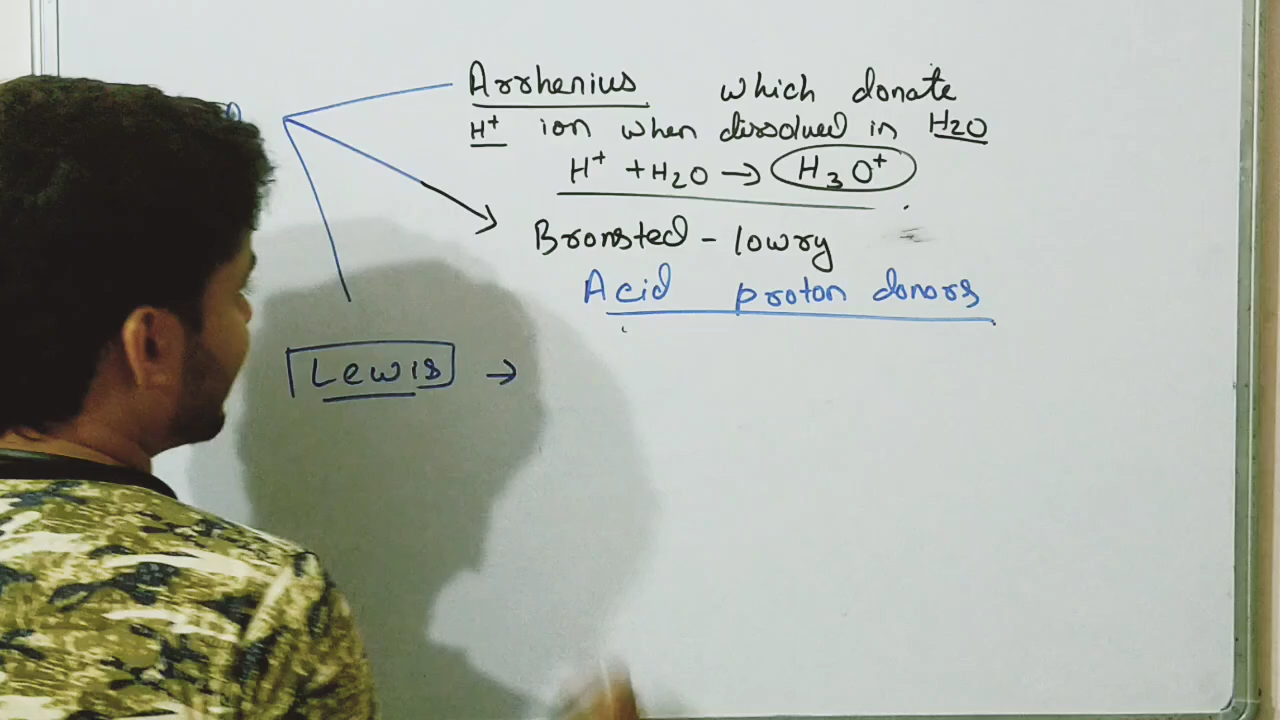 Arrhenius which donate
H+ ion when dissolved in H2O
H+ + H2O → H3O+
Bronsted - lowry
Acid proton donors
Lewis →